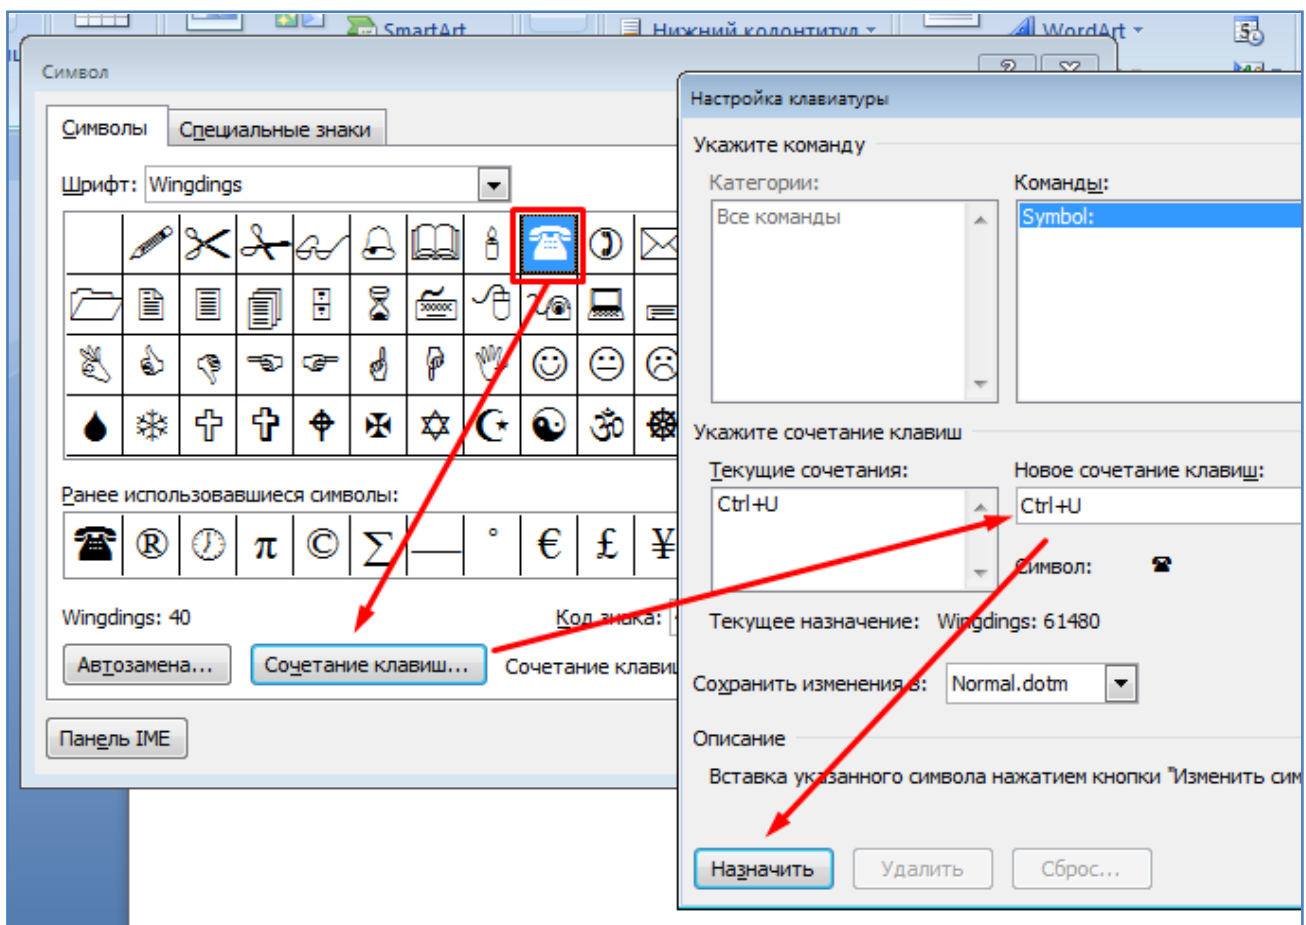 SmartArt
Нижний колонтитул
WordArt
Символ
Символы
Специальные знаки
Шрифт: Wingdings
Ранее использовавшиеся символы:
® π © ∑ — ° € £ ¥
Wingdings: 40
Код знака:
Автозамена...
Сочетание клавиш...
Сочетание клавиш
Панель IME
Настройка клавиатуры
Укажите команду
Категории:
Команды:
Все команды
Symbol:
Укажите сочетание клавиш
Текущие сочетания:
Новое сочетание клавиш:
Ctrl+U
Ctrl+U
Символ:
Текущее назначение: Wingdings: 61480
Сохранить изменения в: Normal.dotm
Описание
Вставка указанного символа нажатием кнопки "Изменить сим
Назначить
Удалить
Сброс...